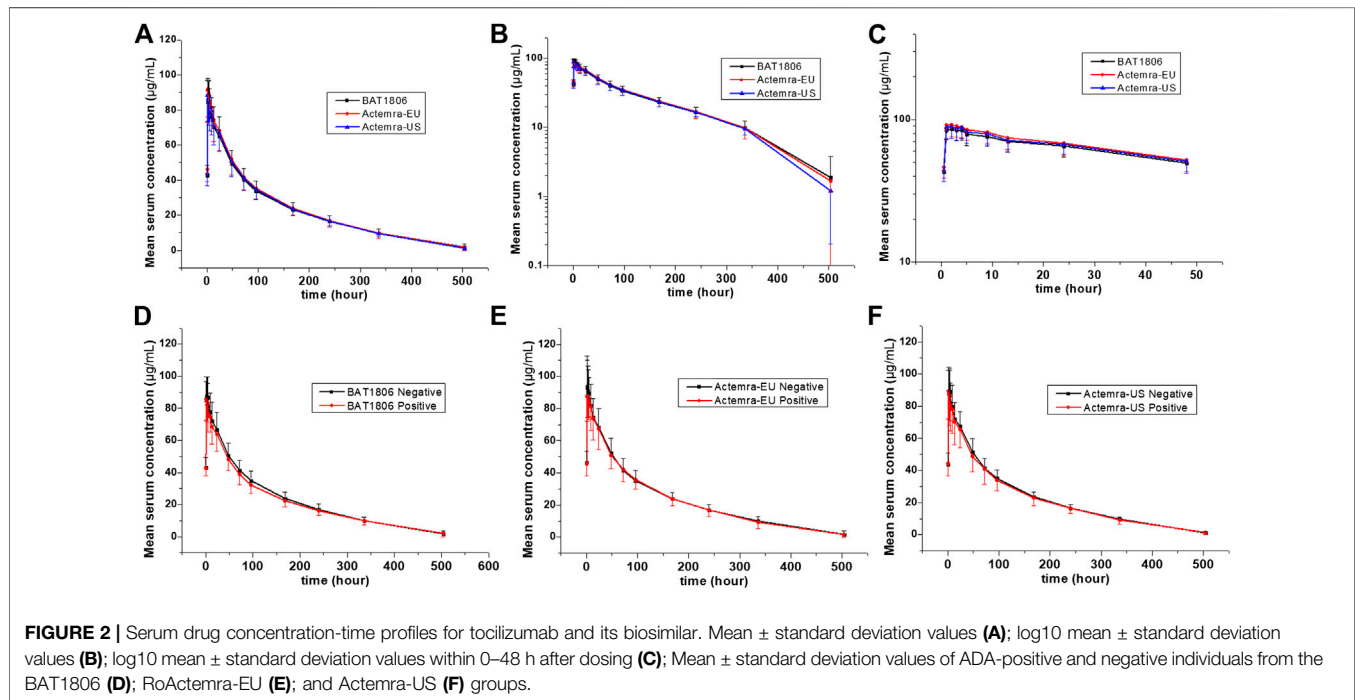 A
Mean serum concentration (µg/mL)
120
100
80
60
40
20
0
BAT1806
Actemra-EU
Actemra-US
0 100 200 300 400 500
time (hour)
B
Mean serum concentration (µg/mL)
100
10
1
0.1
BAT1806
Actemra-EU
Actemra-US
0 100 200 300 400 500
time (hour)
C
Mean serum concentration (µg/mL)
100
10
BAT1806
Actemra-EU
Actemra-US
0 10 20 30 30 50
time (hour)
D
Mean serum concentration (µg/mL)
120
100
80
60
40
20
0
BAT1806 Negative
BAT1806 Positive
0 100 200 300 400 500 600
time (hour)
E
Mean serum concentration (µg/mL)
120
100
80
60
40
20
0
Actemra-EU Negative
Actemra-EU Positive
0 100 200 300 400 500
time (hour)
F
Mean serum concentration (µg/mL)
120
100
80
60
40
20
0
Actemra-US Negative
Actemra-US Positive
0 100 200 300 400 500
time (hour)
FIGURE 2 | Serum drug concentration-time profiles for tocilizumab and its biosimilar. Mean ± standard deviation values (A); log10 mean ± standard deviation
values (B); log10 mean ± standard deviation values within 0–48 h after dosing (C); Mean ± standard deviation values of ADA-positive and negative individuals from the
BAT1806 (D); RoActemra-EU (E); and Actemra-US (F) groups.